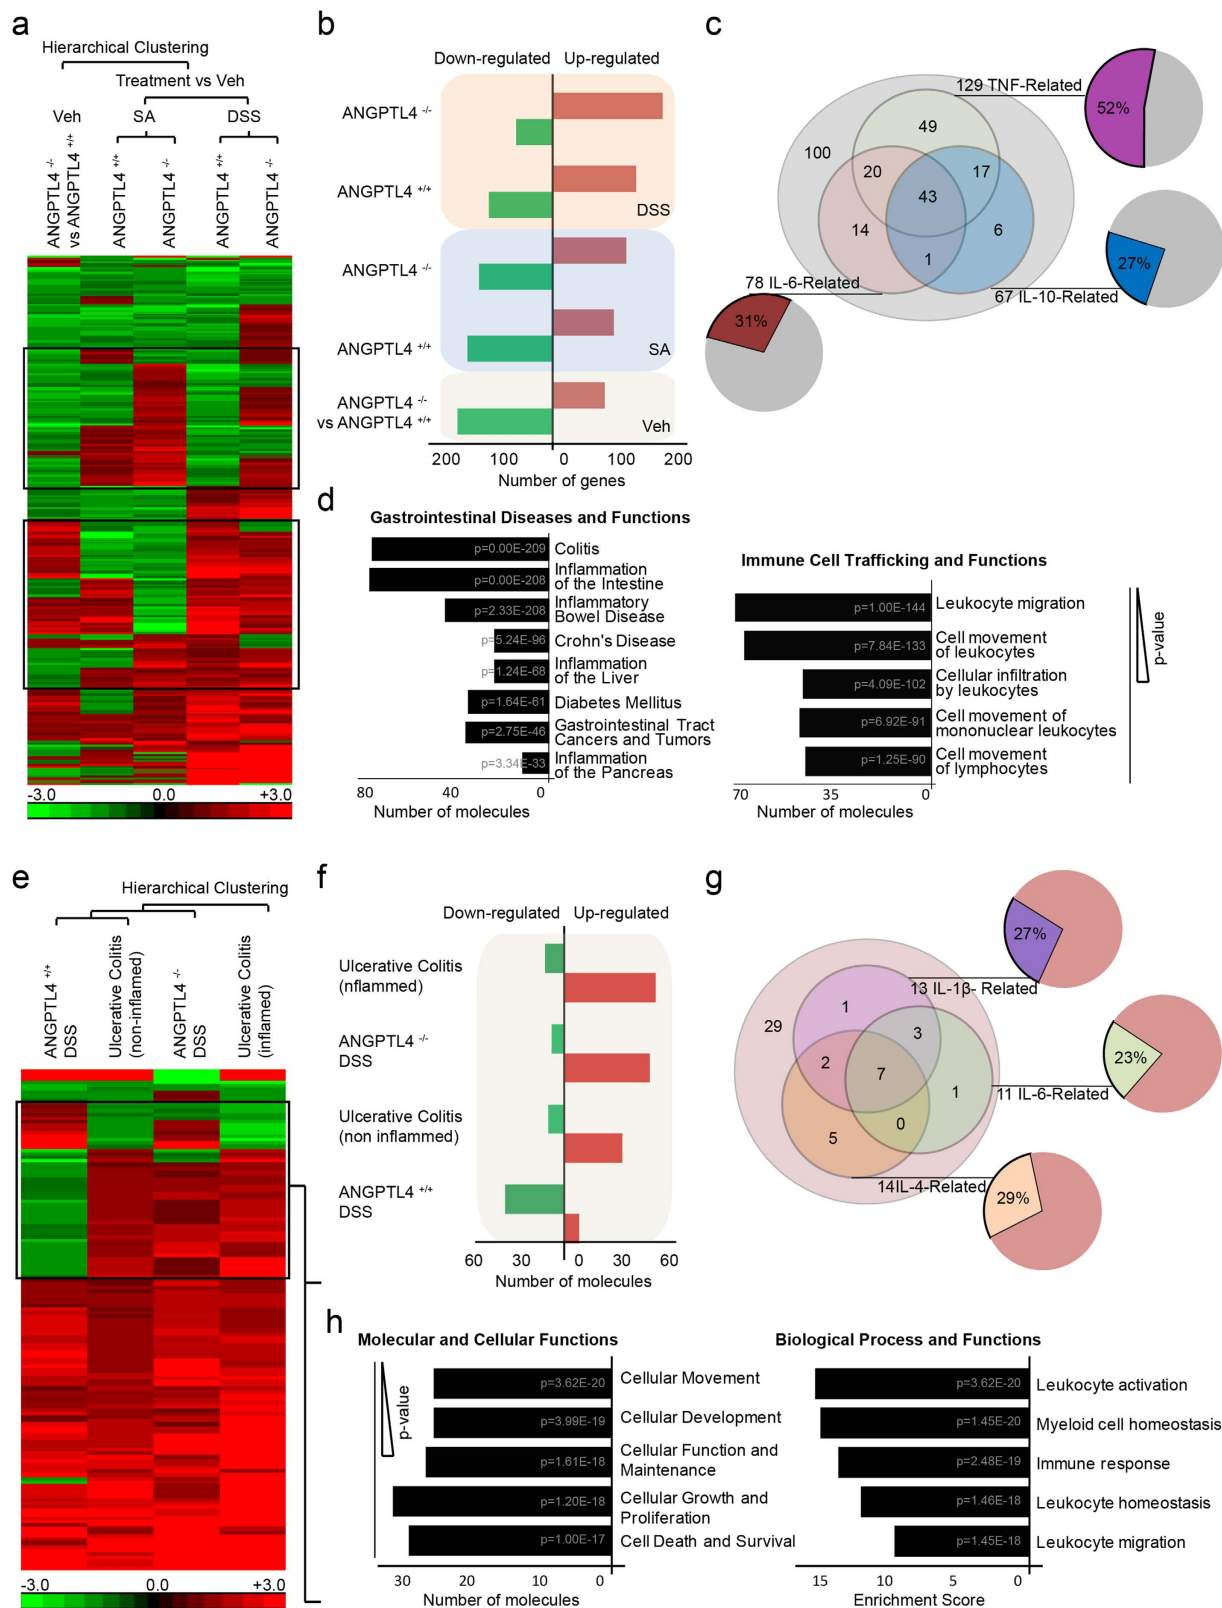 a
Hierarchical Clustering
Treatment vs Veh
Veh
SA
DSS
ANGPTL4 -/-
vs ANGPTL4 +/+
ANGPTL4 +/+
ANGPTL4 -/-
ANGPTL4 +/+
ANGPTL4 -/-
-3.0 0.0 +3.0
b
Down-regulated
Up-regulated
ANGPTL4 -/-
ANGPTL4 +/+
DSS
ANGPTL4 -/-
ANGPTL4 +/+
SA
ANGPTL4 -/-
vs ANGPTL4 +/+
Veh
200 100 0 100 200
Number of genes
c
129 TNF-Related
52%
49
100
20
17
43
14
6
1
27%
78 IL-6-Related
67 IL-10-Related
31%
d
Gastrointestinal Diseases and Functions
p=0.00E-209 Colitis
p=0.00E-208 Inflammation
of the Intestine
p=2.33E-208 Inflammatory
Bowel Disease
p=5.24E-96 Crohn's Disease
p=1.24E-68 Inflammation
of the Liver
p=1.64E-61 Diabetes Mellitus
p=2.75E-46 Gastrointestinal Tract
Cancers and Tumors
p=3.34E-33 Inflammation
of the Pancreas
80 40 0
Number of molecules
Immune Cell Trafficking and Functions
p=1.00E-144 Leukocyte migration
p=7.84E-133 Cell movement
of leukocytes
p=4.09E-102 Cellular infiltration
by leukocytes
p=6.92E-91 Cell movement of
mononuclear leukocytes
p=1.25E-90 Cell movement
of lymphocytes
p-value
70 35 0
Number of molecules
e
Hierarchical Clustering
ANGPTL4 +/+
DSS
Ulcerative Colitis
(non-inflamed)
ANGPTL4 -/-
DSS
Ulcerative Colitis
(inflamed)
-3.0 0.0 +3.0
f
Down-regulated
Up-regulated
Ulcerative Colitis
(nflammed)
ANGPTL4 -/-
DSS
Ulcerative Colitis
(non inflammed)
ANGPTL4 +/+
DSS
60 30 0 30 60
Number of molecules
g
27%
13 IL-1β- Related
1
29
3
2
7
23%
1
11 IL-6-Related
0
5
14IL-4-Related
29%
h
Molecular and Cellular Functions
p-value
p=3.62E-20 Cellular Movement
p=3.99E-19 Cellular Development
p=1.61E-18 Cellular Function and
Maintenance
p=1.20E-18 Cellular Growth and
Proliferation
p=1.00E-17 Cell Death and Survival
30 20 10 0
Number of molecules
Biological Process and Functions
p=3.62E-20 Leukocyte activation
p=1.45E-20 Myeloid cell homeostasis
p=2.48E-19 Immune response
p=1.46E-18 Leukocyte homeostasis
p=1.45E-18 Leukocyte migration
15 10 5 0
Enrichment Score